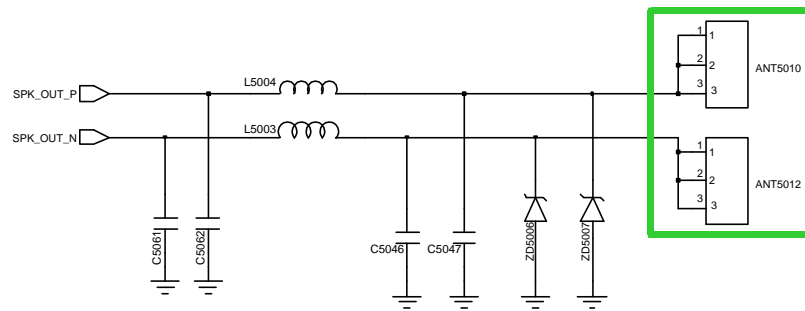 1
1
2
2
3
3
ANT5010
L5004
SPK_OUT_P
L5003
SPK_OUT_N
1
1
2
2
3
3
ANT5012
C5061
C5062
C5046
C5047
ZD5006
ZD5007